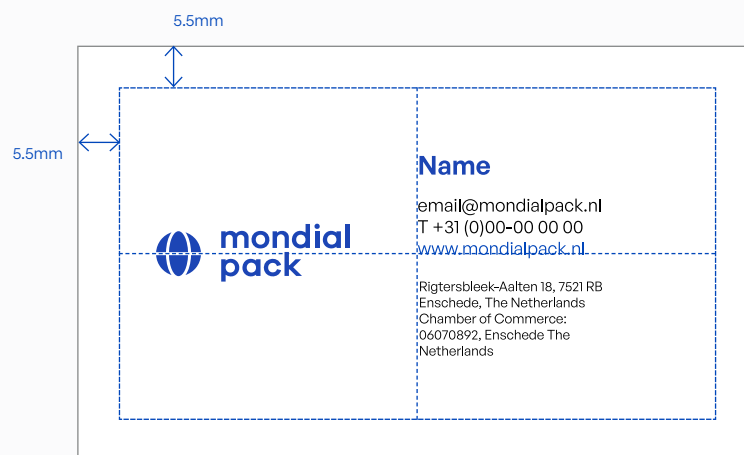 5.5mm
5.5mm
mondial
pack
Name
email@mondialpack.nl
T +31 (0)00-00 00 00
www.mondialpack.nl
Rigtersbleek-Aalten 18, 7521 RB
Enschede, The Netherlands
Chamber of Commerce:
06070892, Enschede The
Netherlands